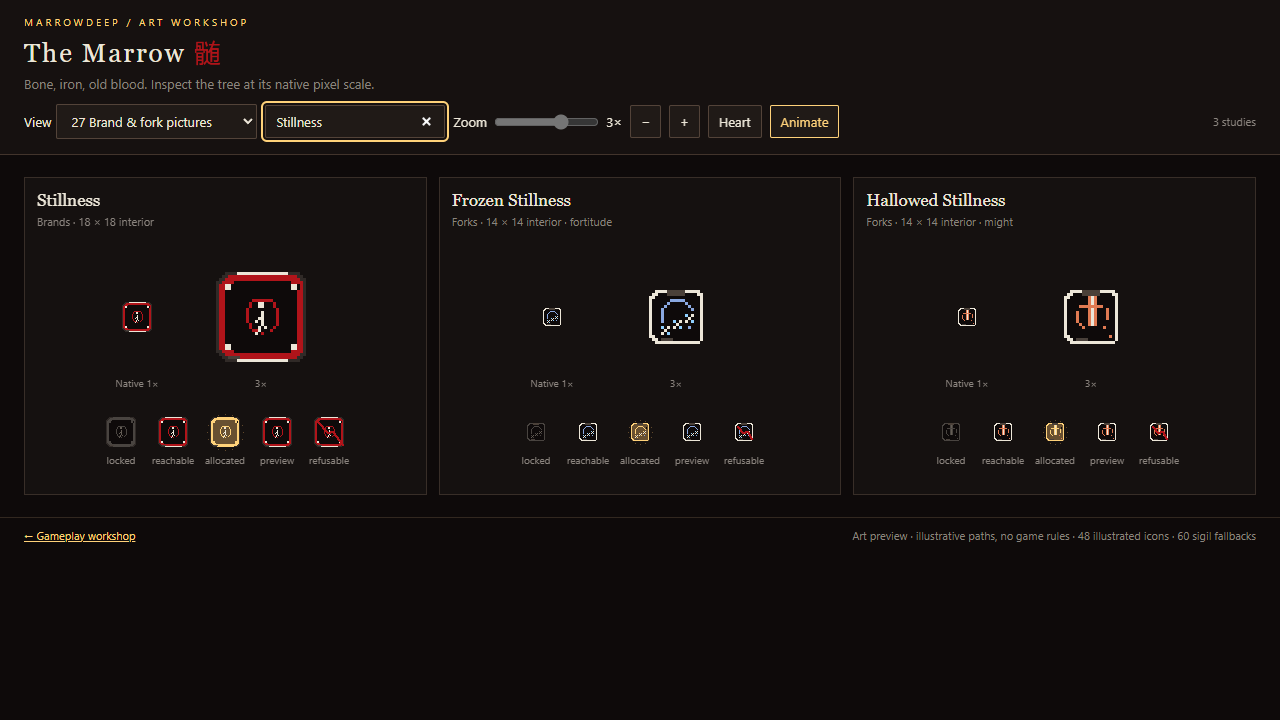 MARROWDEEP / ART WORKSHOP
The Marrow 髄
Bone, iron, old blood. Inspect the tree at its native pixel scale.
View 27 Brand & fork pictures Stillness × Zoom 3× − + Heart Animate 3 studies
Stillness
Brands · 18 × 18 interior
Native 1× 3×
locked reachable allocated preview refusable
Frozen Stillness
Forks · 14 × 14 interior · fortitude
Native 1× 3×
locked reachable allocated preview refusable
Hallowed Stillness
Forks · 14 × 14 interior · might
Native 1× 3×
locked reachable allocated preview refusable
← Gameplay workshop
Art preview · illustrative paths, no game rules · 48 illustrated icons · 60 sigil fallbacks